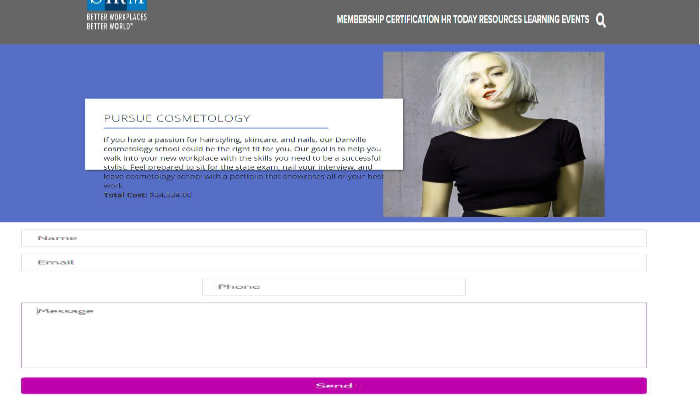 SHRM
BETTER WORKPLACES
BETTER WORLD™
MEMBERSHIP CERTIFICATION HR TODAY RESOURCES LEARNING EVENTS
PURSUE COSMETOLOGY
If you have a passion for hairstyling, skincare, and nails, our Danville
cosmetology school could be the right fit for you. Our goal is to help you
walk into your new workplace with the skills you need to be a successful
stylist. Feel prepared to sit for the state exam, nail your interview, and
leave cosmetology school with a portfolio that showcases all or your best
work.
Total Cost:
Name
Email
Phone
Message
Send